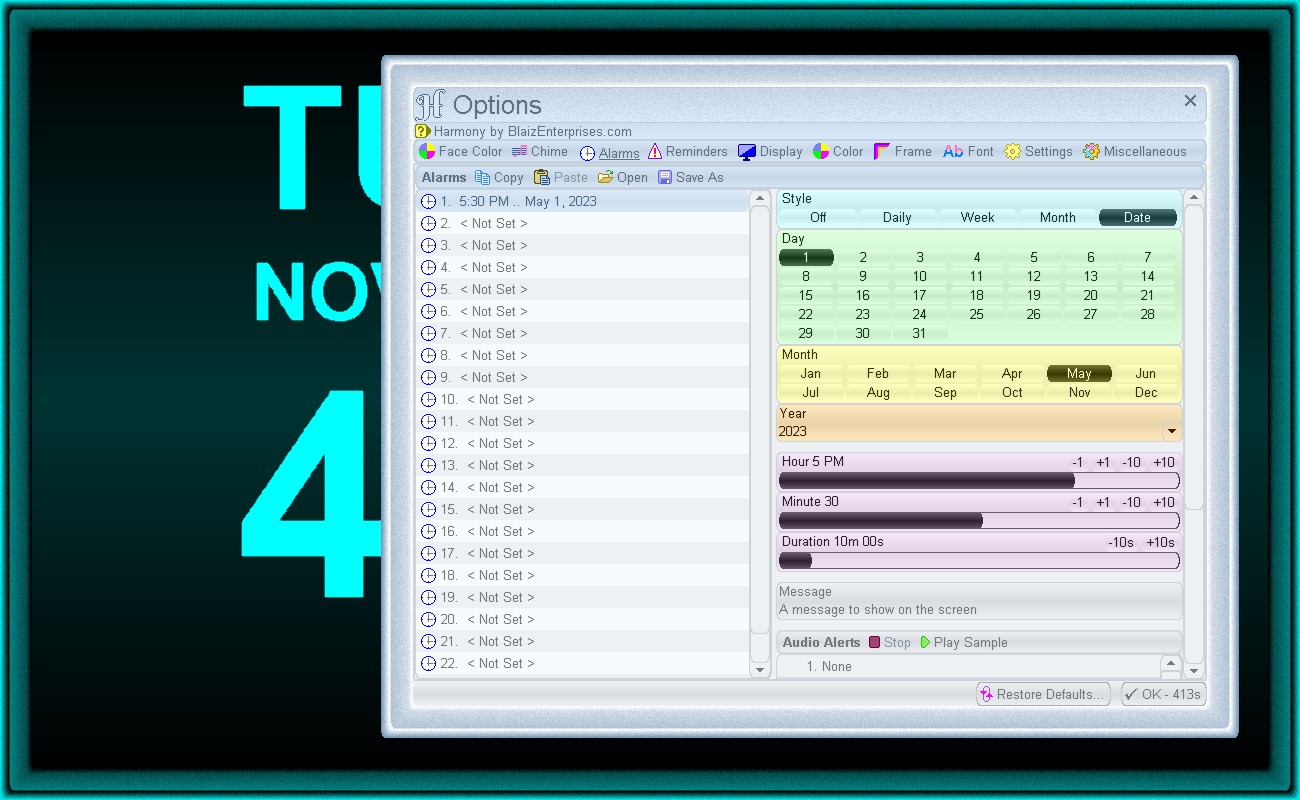 TU
NOV
4
Options
Harmony by BlaizEnterprises.com
Face Color Chime Alarms Reminders Display Color Frame Font Settings Miscellaneous
Alarms Copy Paste Open Save As
1. 5:30 PM .. May 1, 2023
2. < Not Set >
3. < Not Set >
4. < Not Set >
5. < Not Set >
6. < Not Set >
7. < Not Set >
8. < Not Set >
9. < Not Set >
10. < Not Set >
11. < Not Set >
12. < Not Set >
13. < Not Set >
14. < Not Set >
15. < Not Set >
16. < Not Set >
17. < Not Set >
18. < Not Set >
19. < Not Set >
20. < Not Set >
21. < Not Set >
22. < Not Set >
Style
Off Daily Week Month Date
Day
1 2 3 4 5 6 7
8 9 10 11 12 13 14
15 16 17 18 19 20 21
22 23 24 25 26 27 28
29 30 31
Month
Jan Feb Mar Apr May Jun
Jul Aug Sep Oct Nov Dec
Year
2023
Hour 5 PM -1 +1 -10 +10
Minute 30 -1 +1 -10 +10
Duration 10m 00s -10s +10s
Message
A message to show on the screen
Audio Alerts Stop Play Sample
1. None
Restore Defaults... OK - 413s